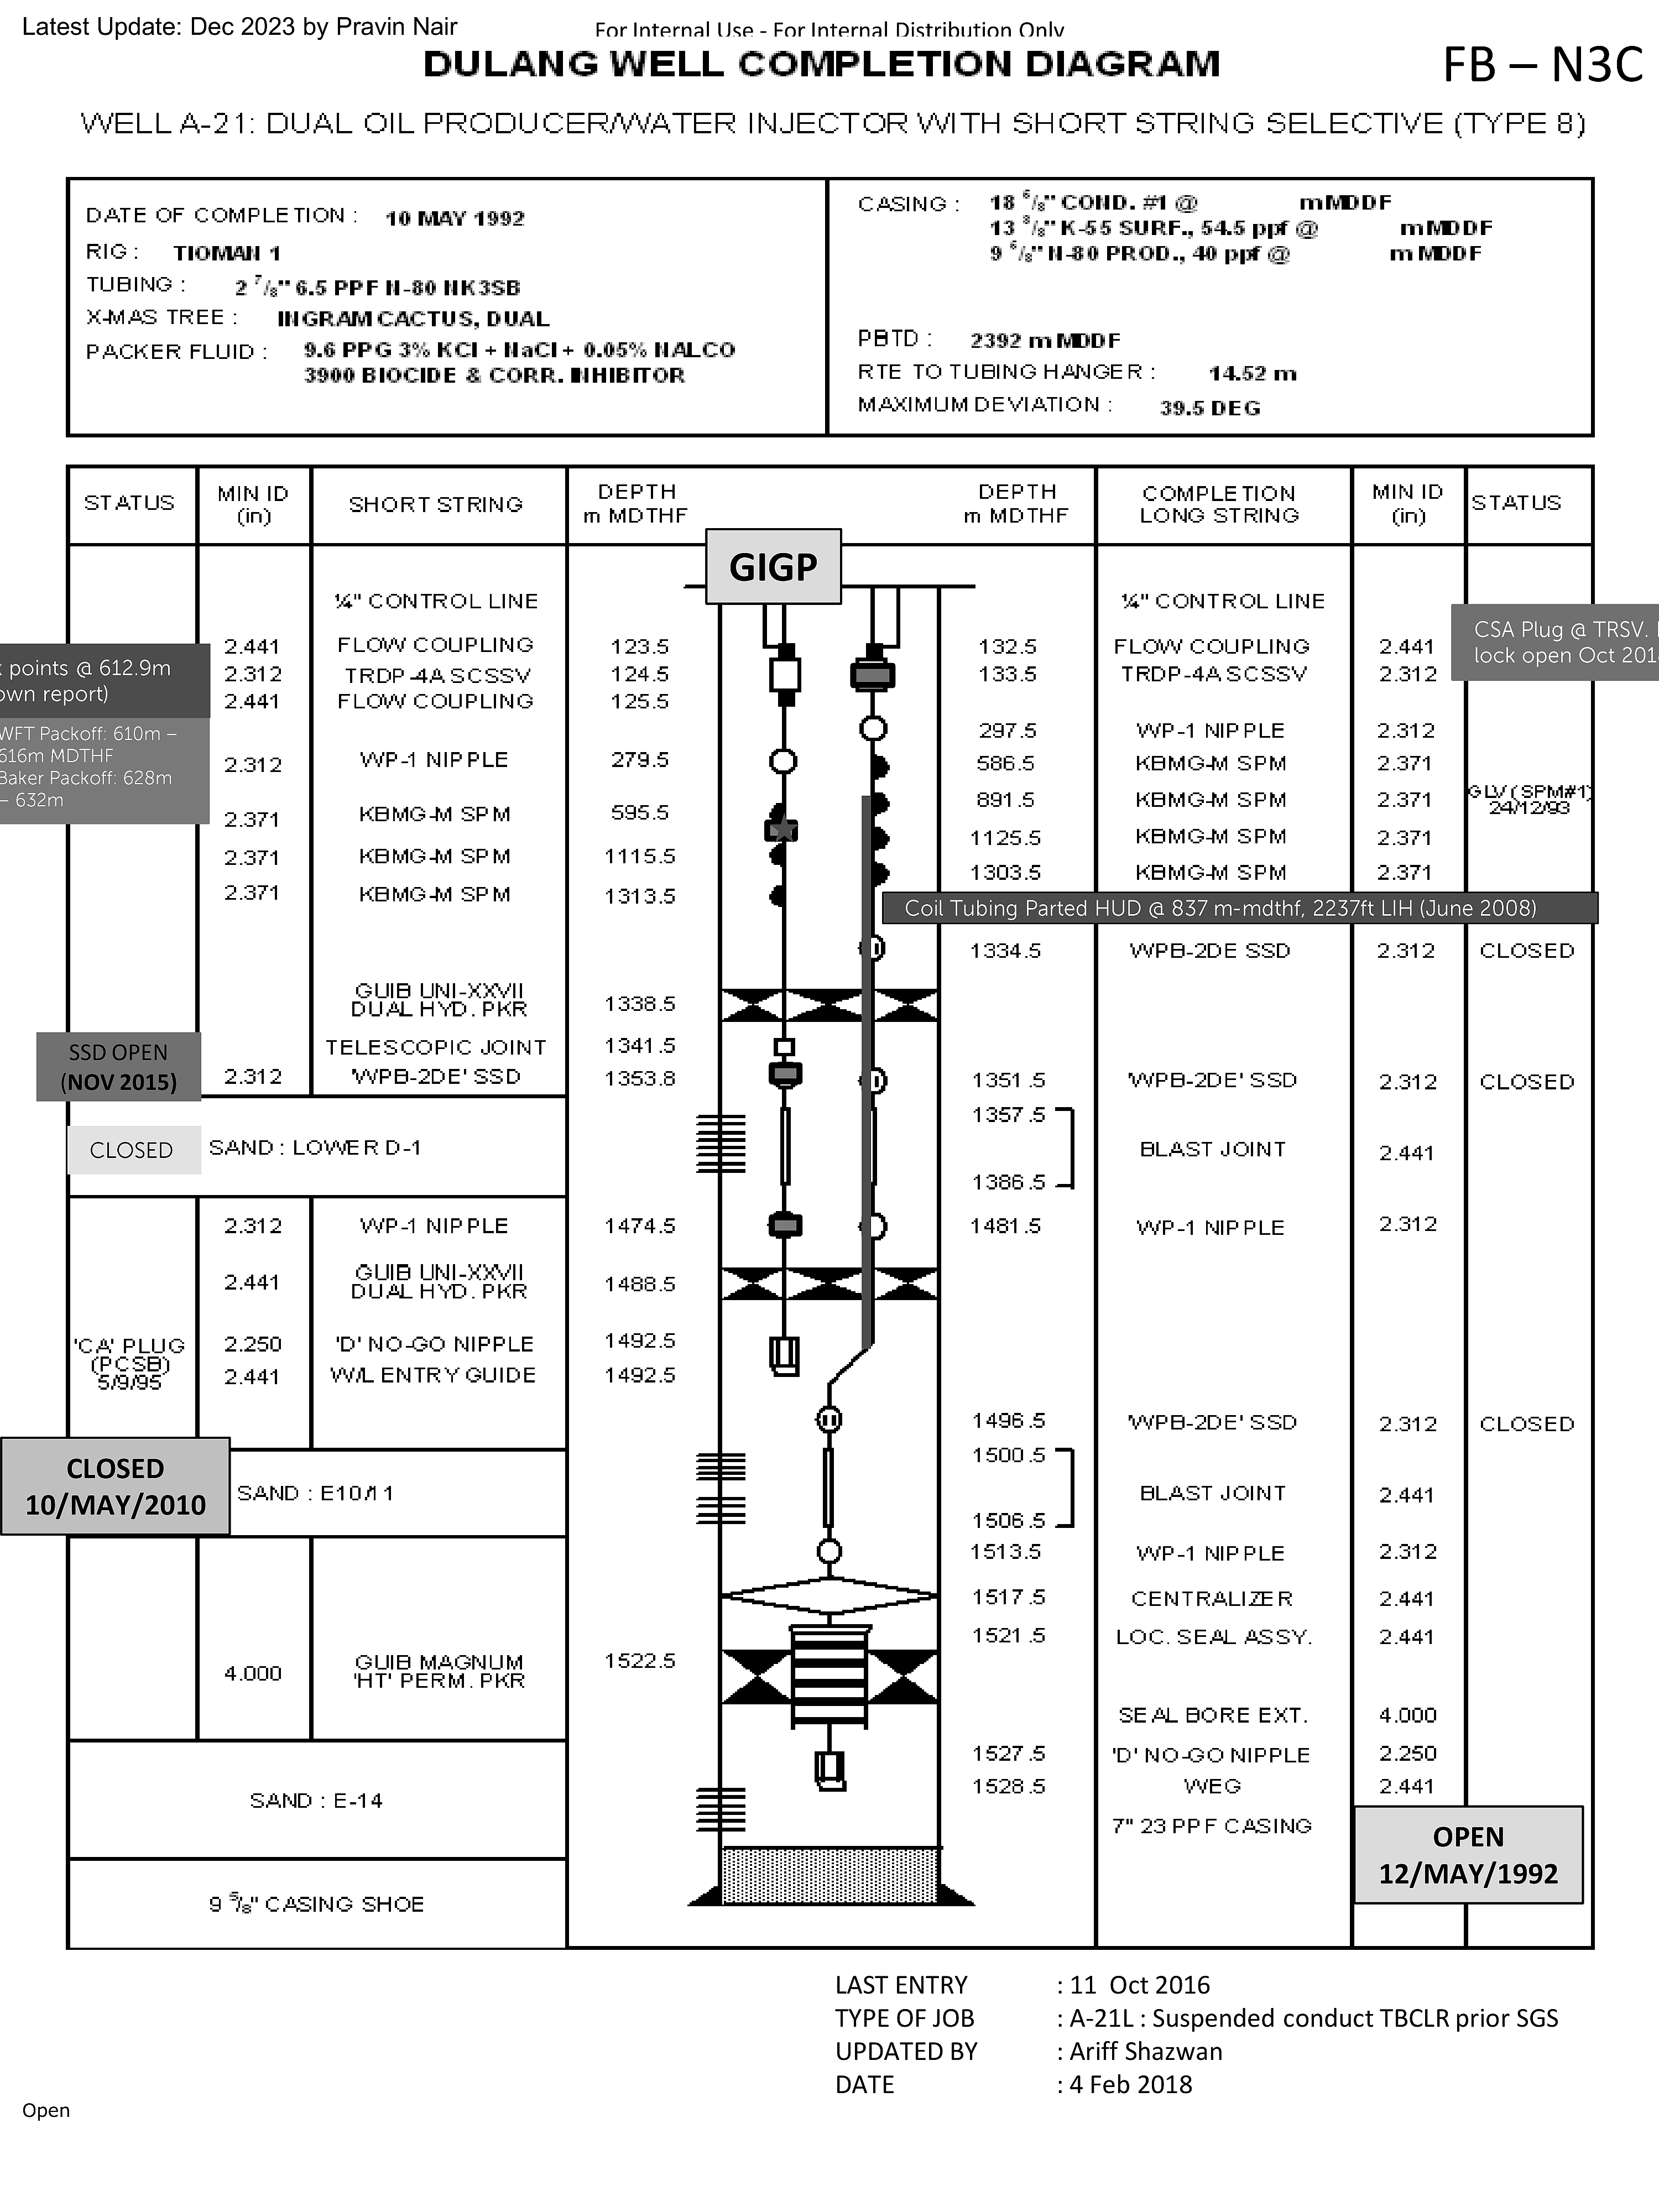 Latest Update: Dec 2023 by Pravin Nair
For Internal Use - For Internal Distribution Only
DULANG WELL COMPLETION DIAGRAM
FB – N3C
WELL A-21: DUAL OIL PRODUCER/WATER INJECTOR WITH SHORT STRING SELECTIVE (TYPE 8)
DATE OF COMPLETION : 10 MAY 1992
RIG : TIOMAN 1
TUBING : 2 7/8" 6.5 PPF N-80 NK3SB
X-MAS TREE : INGRAM CACTUS, DUAL
PACKER FLUID : 9.6 PPG 3% KCl + NaCl + 0.05% NALCO
3900 BIOCIDE & CORR. INHIBITOR
CASING : 18 5/8" COND. #1 @ mMDDF
13 3/8" K-55 SURF., 54.5 ppf @ mMDDF
9 5/8" N-80 PROD., 40 ppf @ m MDDF
PBTD : 2392 m MDDF
RTE TO TUBING HANGER : 14.52 m
MAXIMUM DEVIATION : 39.5 DEG
STATUS MIN ID (in) SHORT STRING DEPTH m MDTHF DEPTH m MDTHF COMPLETION LONG STRING MIN ID (in) STATUS
GIGP
¼" CONTROL LINE ¼" CONTROL LINE
2.441 FLOW COUPLING 123.5 132.5 FLOW COUPLING 2.441
2.312 TRDP-4A SCSSV 124.5 133.5 TRDP-4A SCSSV 2.312
2.441 FLOW COUPLING 125.5
CSA Plug @ TRSV.
lock open Oct
points @ 612.9m
own report)
WFT Packoff: 610m –
616m MDTHF
Baker Packoff: 628m
– 632m
297.5 WP-1 NIPPLE 2.312
2.312 WP-1 NIPPLE 279.5 586.5 KBMG-M SPM 2.371
891.5 KBMG-M SPM 2.371 GLV (SPM#1)
24/12/93
2.371 KBMG-M SPM 595.5 1125.5 KBMG-M SPM 2.371
2.371 KBMG-M SPM 1115.5 1303.5 KBMG-M SPM 2.371
2.371 KBMG-M SPM 1313.5
Coil Tubing Parted HUD @ 837 m-mdthf, 2237ft LIH (June 2008)
1334.5 WPB-2DE SSD 2.312 CLOSED
GUIB UNI-XXVII
DUAL HYD. PKR 1338.5
TELESCOPIC JOINT 1341.5
SSD OPEN
(NOV 2015)
2.312 'WPB-2DE' SSD 1353.8 1351.5 'WPB-2DE' SSD 2.312 CLOSED
1357.5
CLOSED SAND : LOWER D-1 BLAST JOINT 2.441
1386.5
2.312 WP-1 NIPPLE 1474.5 1481.5 WP-1 NIPPLE 2.312
2.441 GUIB UNI-XXVII
DUAL HYD. PKR 1488.5
'CA' PLUG
(PCSB)
5/9/95
2.250 'D' NO-GO NIPPLE 1492.5
2.441 W/L ENTRY GUIDE 1492.5
1496.5 'WPB-2DE' SSD 2.312 CLOSED
1500.5
CLOSED
10/MAY/2010
SAND : E10/11 BLAST JOINT 2.441
1506.5
1513.5 WP-1 NIPPLE 2.312
1517.5 CENTRALIZER 2.441
1521.5 LOC. SEAL ASSY. 2.441
4.000 GUIB MAGNUM
'HT' PERM. PKR 1522.5
SEAL BORE EXT. 4.000
1527.5 'D' NO-GO NIPPLE 2.250
1528.5 WEG 2.441
SAND : E-14
7" 23 PPF CASING
OPEN
12/MAY/1992
9 5/8" CASING SHOE
LAST ENTRY : 11 Oct 2016
TYPE OF JOB : A-21L : Suspended conduct TBCLR prior SGS
UPDATED BY : Ariff Shazwan
DATE : 4 Feb 2018
Open